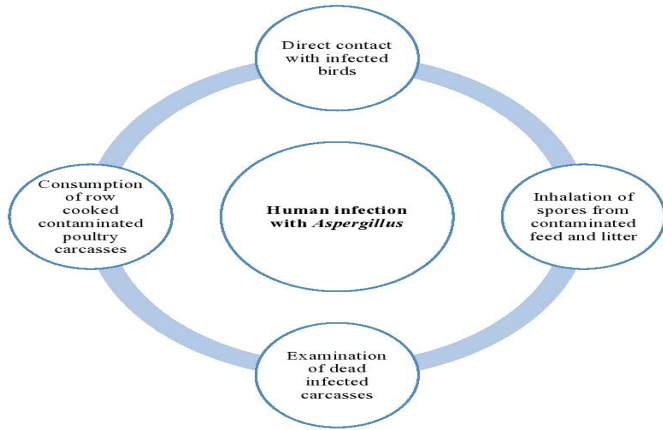 Direct contact
with infected
birds
Consumption
of row
cooked
contaminated
poultry
carcasses
Human infection
with Aspergillus
Inhalation of
spores from
contaminated
feed and litter
Examination
of dead
infected
carcasses